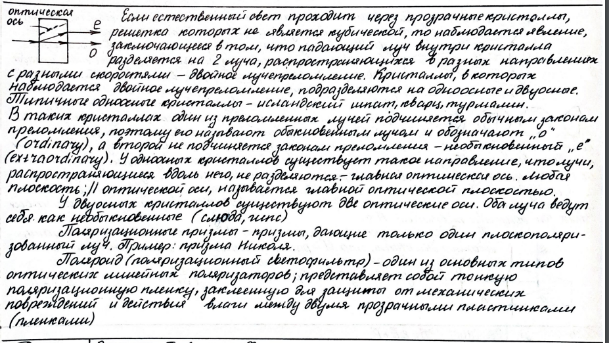 оптическая
ось
e
o
Если естественный свет проходит через прозрачные кристаллы,
решетка которых не является кубической, то наблюдается явление,
заключающееся в том, что падающий луч внутри кристалла
разделяется на 2 луча, распространяющихся в разных направлениях
с разными скоростями - двойное лучепреломление. Кристаллы, в которых
наблюдается двойное лучепреломление, подразделяются на одноосные и двуосные.
Типичные одноосные кристаллы - исландский шпат, кварц, турмалин.
В таких кристаллах один из преломленных лучей подчиняется обычным законам
преломления, поэтому его называют обыкновенным лучом и обозначают „о"
(ordinary), а второй не подчиняется законам преломления - необыкновенный „е"
(extraordinary). У одноосных кристаллов существует такое направление, что лучи,
распространяющиеся вдоль него, не разделяются - главная оптическая ось. Любая
плоскость, // оптической оси, называется главной оптической плоскостью.
У двуосных кристаллов существуют две оптические оси. Оба луча ведут
себя как необыкновенные (слюда, гипс)
Поляризационные призмы - призмы, дающие только один плоскополяри-
зованный луч. Пример: призма Николя.
Полероид (поляризационный светофильтр) - один из основных типов
оптических линейных поляризаторов; представляет собой тонкую
поляризационную пленку, заклеенную для защиты от механических
повреждений и действия влаги между двумя прозрачными пластинками
(пленками)